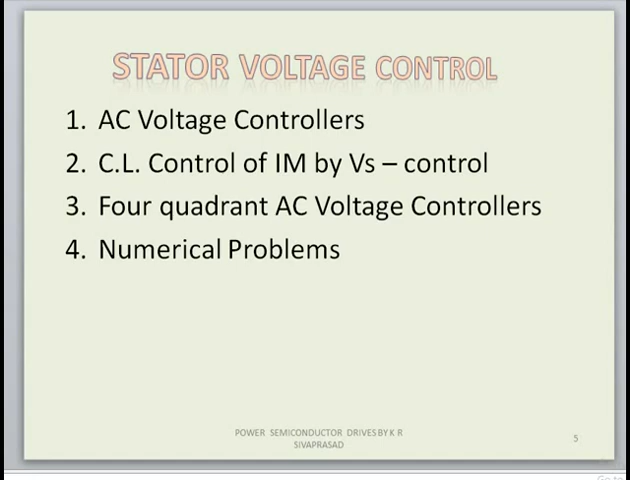 STATOR VOLTAGE CONTROL
1. AC Voltage Controllers
2. C.L. Control of IM by Vs – control
3. Four quadrant AC Voltage Controllers
4. Numerical Problems
POWER SEMICONDUCTOR DRIVES BY K R
SIVAPRASAD
5